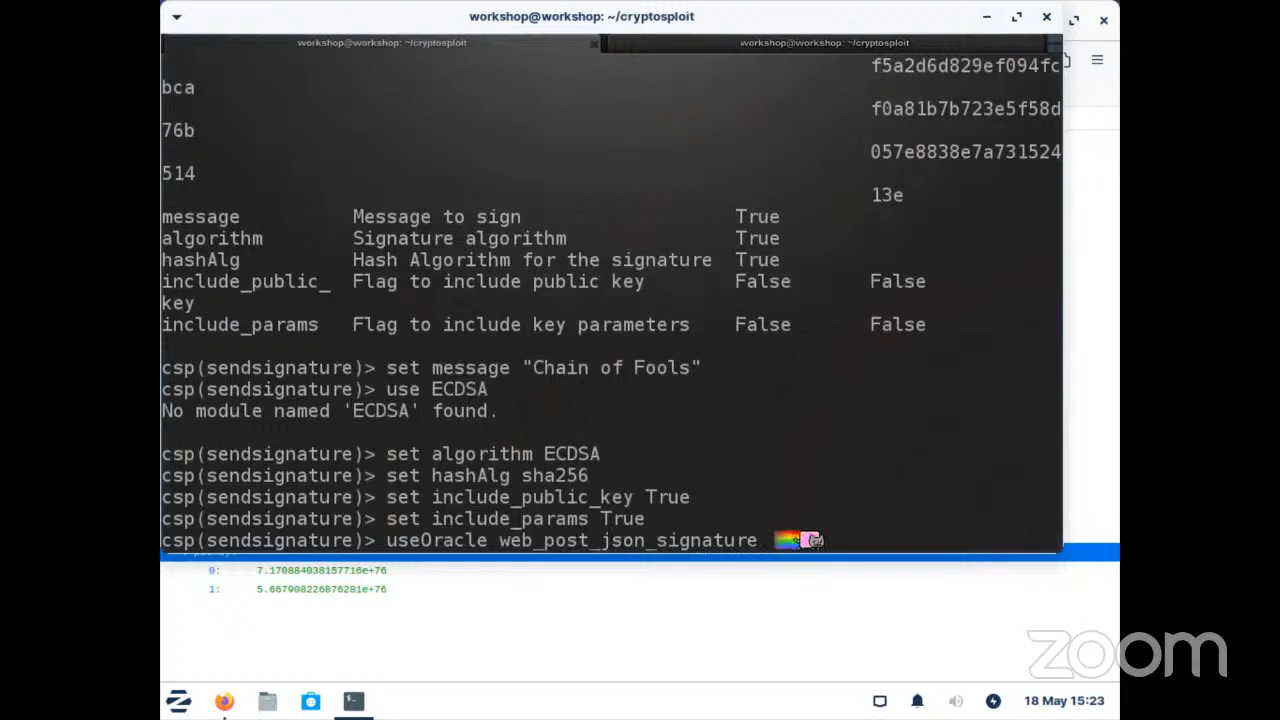 workshop@workshop: ~/cryptosploit
workshop@workshop: ~/cryptosploit workshop@workshop: ~/cryptosploit
f5a2d6d829ef094fc
bca
f0a81b7b723e5f58d
76b
057e8838e7a731524
514
13e
message Message to sign True
algorithm Signature algorithm True
hashAlg Hash Algorithm for the signature True
include_public_ Flag to include public key False False
key
include_params Flag to include key parameters False False
csp(sendsignature)> set message "Chain of Fools"
csp(sendsignature)> use ECDSA
No module named 'ECDSA' found.
csp(sendsignature)> set algorithm ECDSA
csp(sendsignature)> set hashAlg sha256
csp(sendsignature)> set include_public_key True
csp(sendsignature)> set include_params True
csp(sendsignature)> useOracle web_post_json_signature
0: 7.170884038157716e+76
1: 5.667908226876281e+76
zoom
18 May 15:23